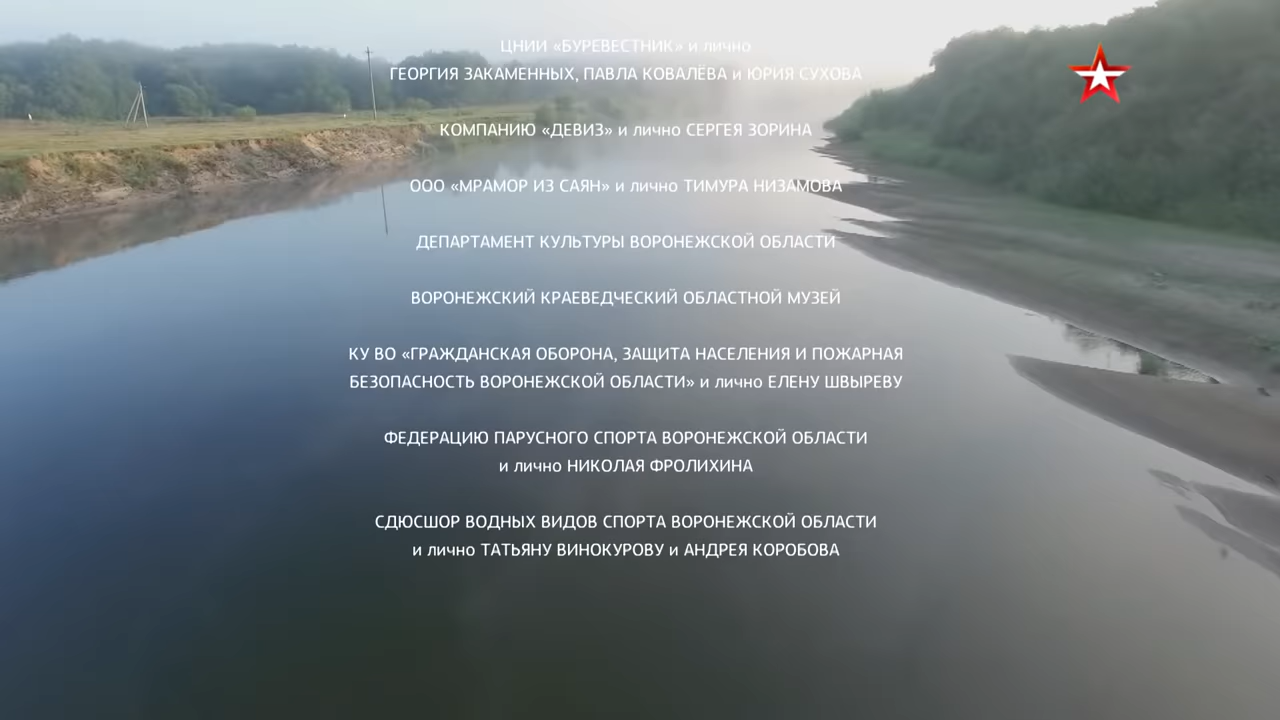 ЦНИИ «БУРЕВЕСТНИК» и лично
ГЕОРГИЯ ЗАКАМЕННЫХ, ПАВЛА КОВАЛЁВА и ЮРИЯ СУХОВА
КОМПАНИЮ «ДЕВИЗ» и лично СЕРГЕЯ ЗОРИНА
ООО «МРАМОР ИЗ САЯН» и лично ТИМУРА НИЗАМОВА
ДЕПАРТАМЕНТ КУЛЬТУРЫ ВОРОНЕЖСКОЙ ОБЛАСТИ
ВОРОНЕЖСКИЙ КРАЕВЕДЧЕСКИЙ ОБЛАСТНОЙ МУЗЕЙ
КУ ВО «ГРАЖДАНСКАЯ ОБОРОНА, ЗАЩИТА НАСЕЛЕНИЯ И ПОЖАРНАЯ
БЕЗОПАСНОСТЬ ВОРОНЕЖСКОЙ ОБЛАСТИ» и лично ЕЛЕНУ ШВЫРЕВУ
ФЕДЕРАЦИЮ ПАРУСНОГО СПОРТА ВОРОНЕЖСКОЙ ОБЛАСТИ
и лично НИКОЛАЯ ФРОЛИХИНА
СДЮСШОР ВОДНЫХ ВИДОВ СПОРТА ВОРОНЕЖСКОЙ ОБЛАСТИ
и лично ТАТЬЯНУ ВИНОКУРОВУ и АНДРЕЯ КОРОБОВА